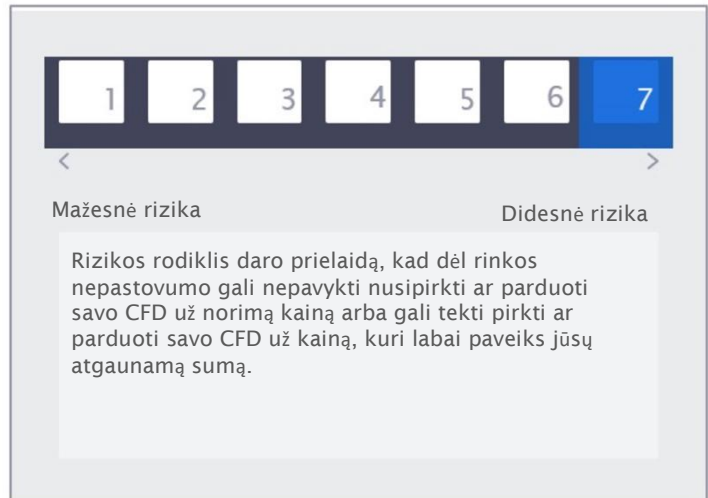 1 2 3 4 5 6 7
< >
Mažesnė rizika Didesnė rizika
Rizikos rodiklis daro prielaidą, kad dėl rinkos
nepastovumo gali nepavykti nusipirkti ar parduoti
savo CFD už norimą kainą arba gali tekti pirkti ar
parduoti savo CFD už kainą, kuri labai paveiks jūsų
atgaunamą sumą.